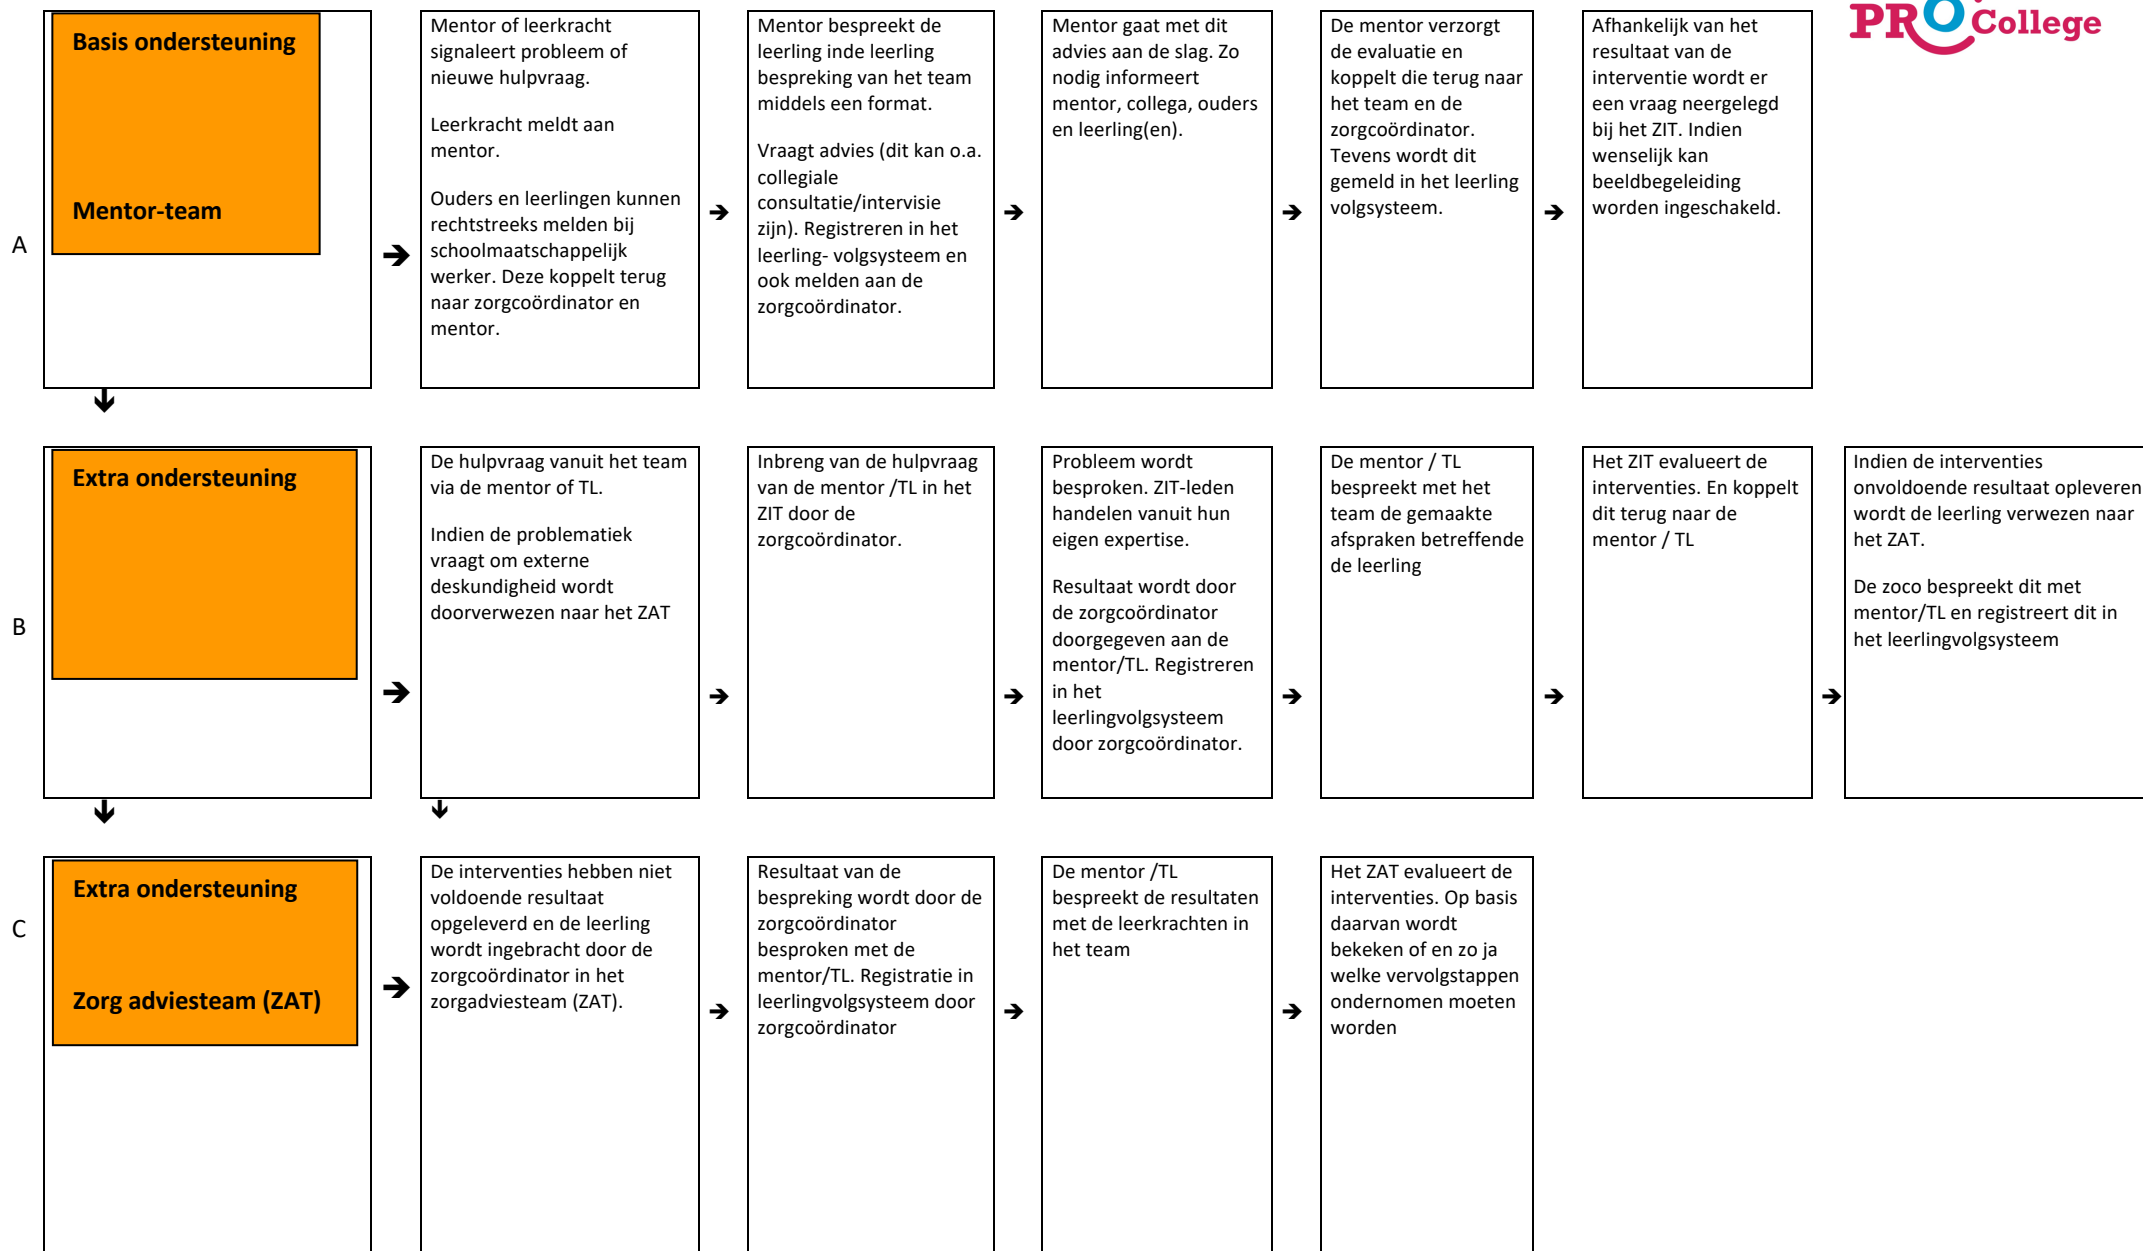 PRO College
A
Basis ondersteuning
Mentor-team
Mentor of leerkracht
signaleert probleem of
nieuwe hulpvraag.
Leerkracht meldt aan
mentor.
Ouders en leerlingen kunnen
rechtstreeks melden bij
schoolmaatschappelijk
werker. Deze koppelt terug
naar zorgcoördinator en
mentor.
Mentor bespreekt de
leerling inde leerling
bespreking van het team
middels een format.
Vraagt advies (dit kan o.a.
collegiale
consultatie/intervisie
zijn). Registreren in het
leerling- volgsysteem en
ook melden aan de
zorgcoördinator.
Mentor gaat met dit
advies aan de slag. Zo
nodig informeert
mentor, collega, ouders
en leerling(en).
De mentor verzorgt
de evaluatie en
koppelt die terug naar
het team en de
zorgcoördinator.
Tevens wordt dit
gemeld in het leerling
volgsysteem.
Afhankelijk van het
resultaat van de
interventie wordt er
een vraag neergelegd
bij het ZIT. Indien
wenselijk kan
beeldbegeleiding
worden ingeschakeld.
B
Extra ondersteuning
De hulpvraag vanuit het team
via de mentor of TL.
Indien de problematiek
vraagt om externe
deskundigheid wordt
doorverwezen naar het ZAT
Inbreng van de hulpvraag
van de mentor /TL in het
ZIT door de
zorgcoördinator.
Probleem wordt
besproken. ZIT-leden
handelen vanuit hun
eigen expertise.
Resultaat wordt door
de zorgcoördinator
doorgegeven aan de
mentor/TL. Registreren
in het
leerlingvolgsysteem
door zorgcoördinator.
De mentor / TL
bespreekt met het
team de gemaakte
afspraken betreffende
de leerling
Het ZIT evalueert de
interventies. En koppelt
dit terug naar de
mentor / TL
Indien de interventies
onvoldoende resultaat opleveren
wordt de leerling verwezen naar
het ZAT.
De zoco bespreekt dit met
mentor/TL en registreert dit in
het leerlingvolgsysteem
C
Extra ondersteuning
Zorg adviesteam (ZAT)
De interventies hebben niet
voldoende resultaat
opgeleverd en de leerling
wordt ingebracht door de
zorgcoördinator in het
zorgadviesteam (ZAT).
Resultaat van de
bespreking wordt door de
zorgcoördinator
besproken met de
mentor/TL. Registratie in
leerlingvolgsysteem door
zorgcoördinator
De mentor /TL
bespreekt de resultaten
met de leerkrachten in
het team
Het ZAT evalueert de
interventies. Op basis
daarvan wordt
bekeken of en zo ja
welke vervolgstappen
ondernomen moeten
worden